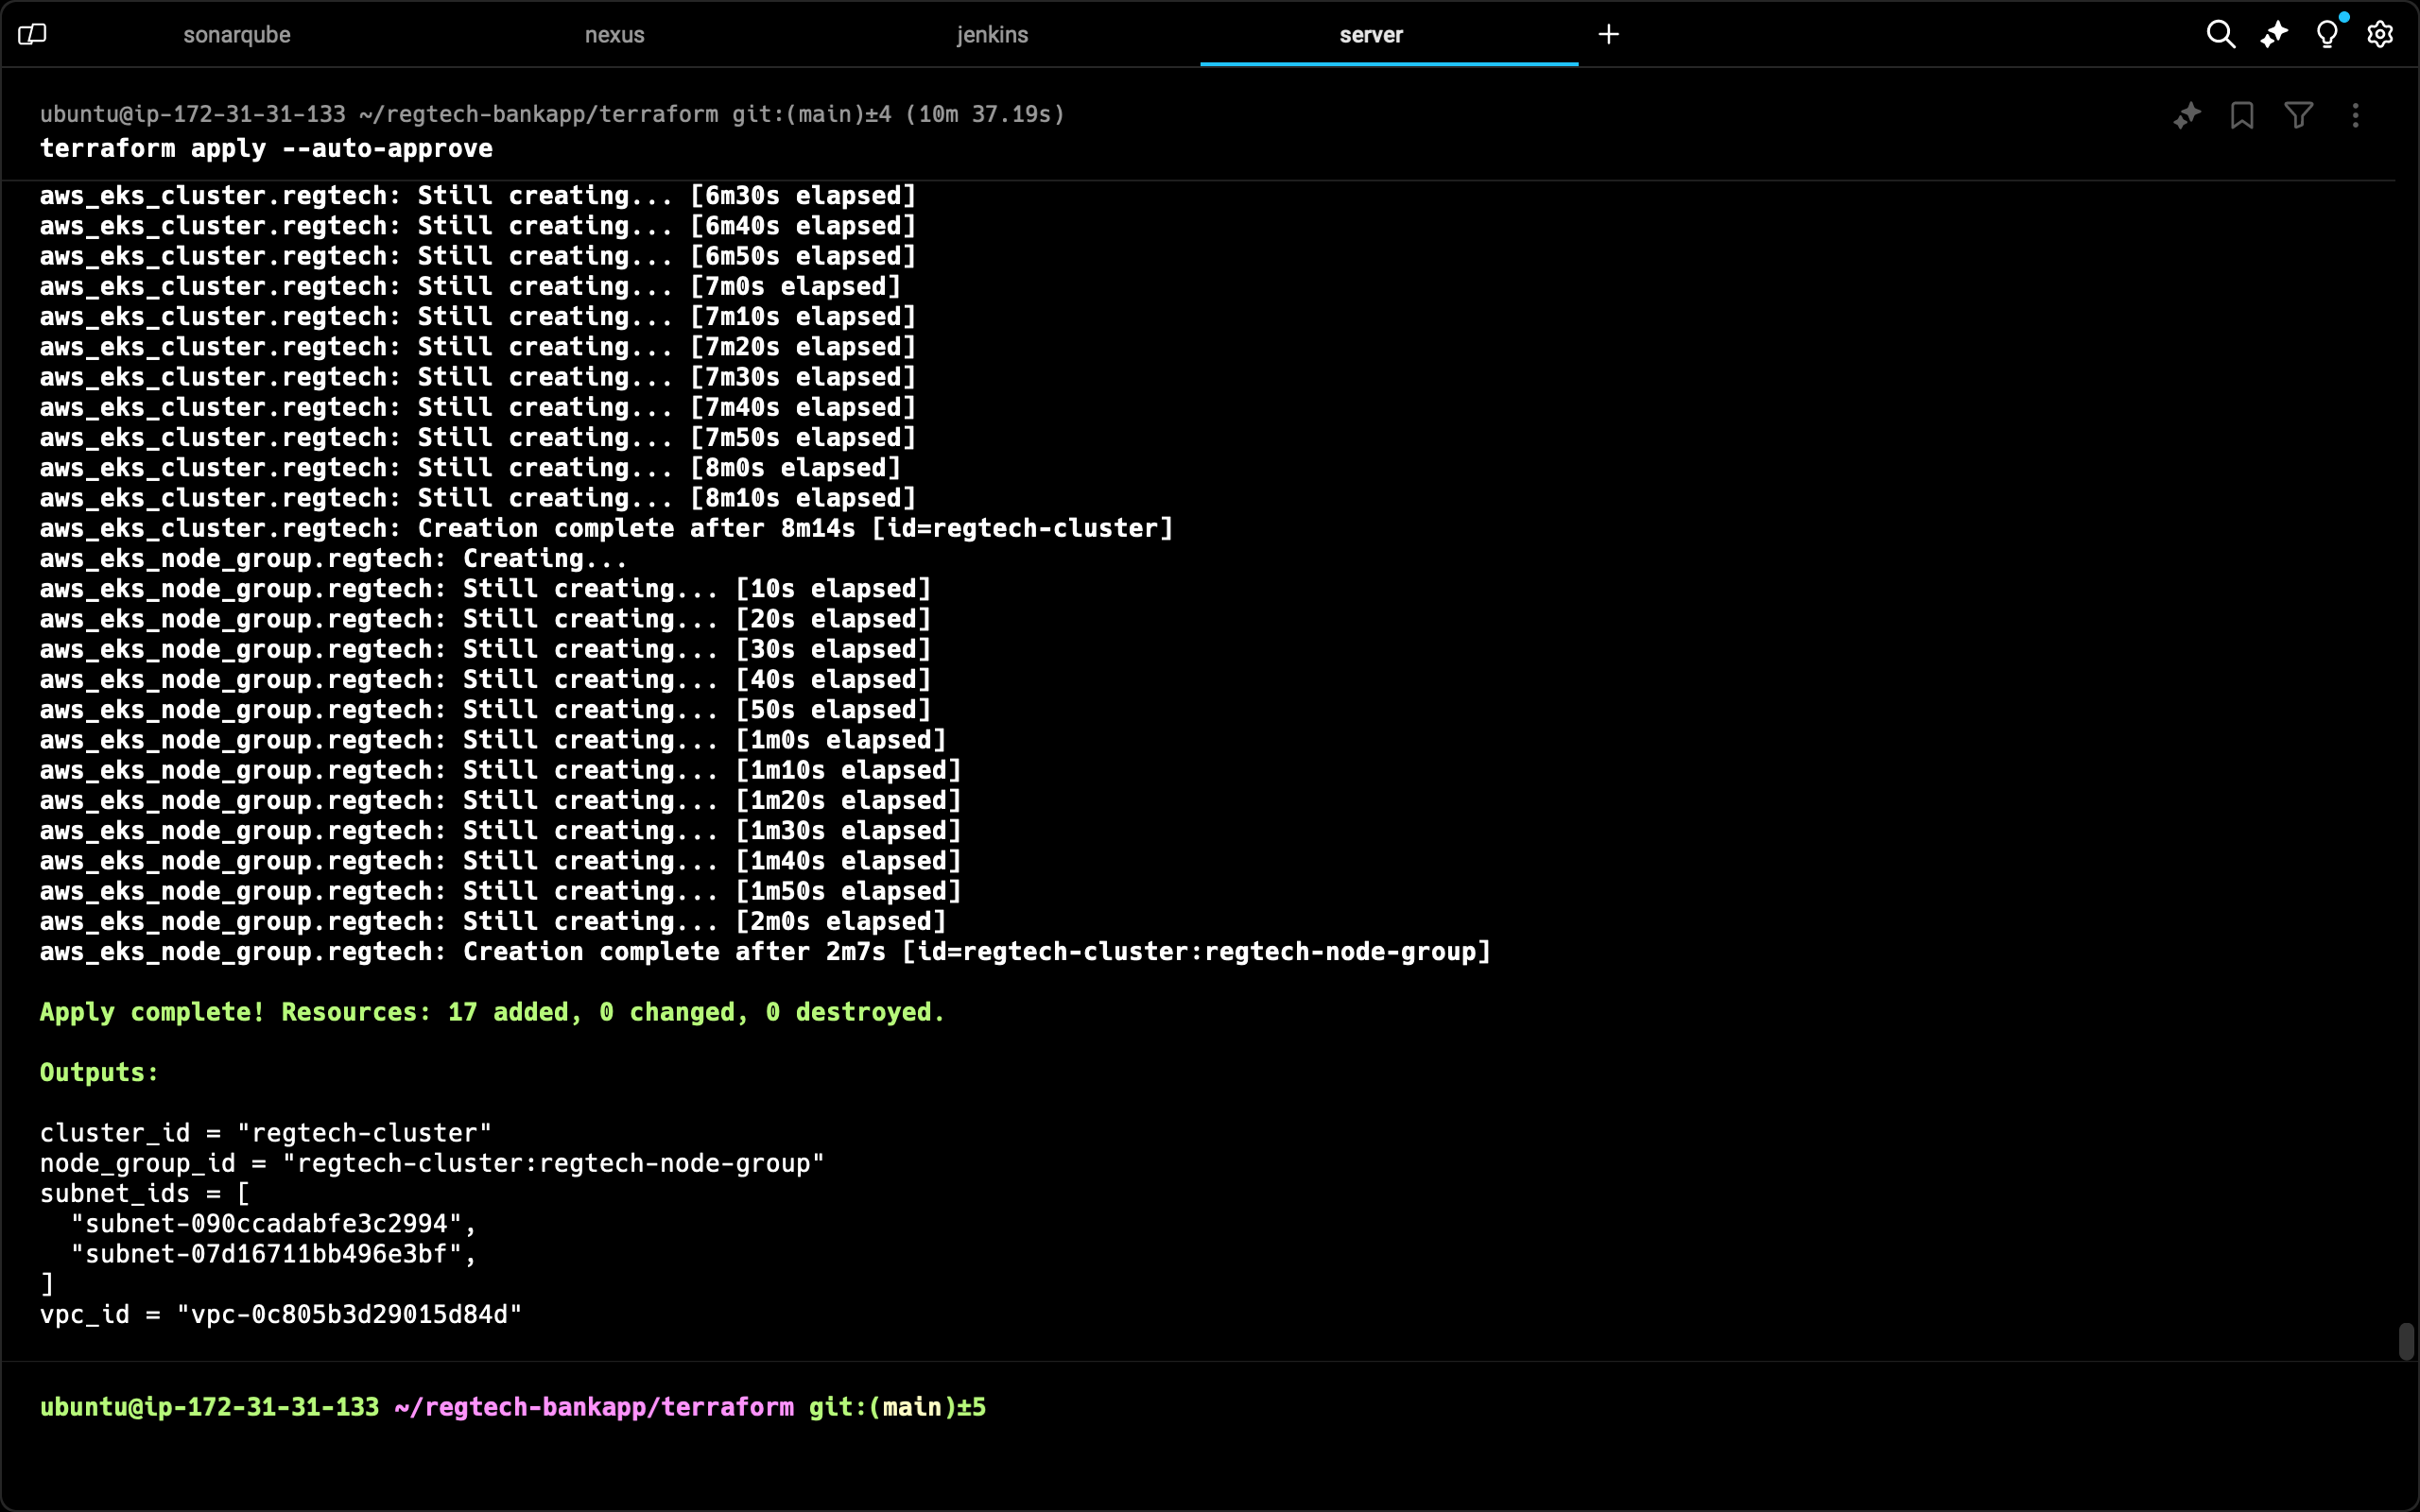 sonarqube nexus jenkins server +
ubuntu@ip-172-31-31-133 ~/regtech-bankapp/terraform git:(main)±4 (10m 37.19s)
terraform apply --auto-approve
aws_eks_cluster.regtech: Still creating... [6m30s elapsed]
aws_eks_cluster.regtech: Still creating... [6m40s elapsed]
aws_eks_cluster.regtech: Still creating... [6m50s elapsed]
aws_eks_cluster.regtech: Still creating... [7m0s elapsed]
aws_eks_cluster.regtech: Still creating... [7m10s elapsed]
aws_eks_cluster.regtech: Still creating... [7m20s elapsed]
aws_eks_cluster.regtech: Still creating... [7m30s elapsed]
aws_eks_cluster.regtech: Still creating... [7m40s elapsed]
aws_eks_cluster.regtech: Still creating... [7m50s elapsed]
aws_eks_cluster.regtech: Still creating... [8m0s elapsed]
aws_eks_cluster.regtech: Still creating... [8m10s elapsed]
aws_eks_cluster.regtech: Creation complete after 8m14s [id=regtech-cluster]
aws_eks_node_group.regtech: Creating...
aws_eks_node_group.regtech: Still creating... [10s elapsed]
aws_eks_node_group.regtech: Still creating... [20s elapsed]
aws_eks_node_group.regtech: Still creating... [30s elapsed]
aws_eks_node_group.regtech: Still creating... [40s elapsed]
aws_eks_node_group.regtech: Still creating... [50s elapsed]
aws_eks_node_group.regtech: Still creating... [1m0s elapsed]
aws_eks_node_group.regtech: Still creating... [1m10s elapsed]
aws_eks_node_group.regtech: Still creating... [1m20s elapsed]
aws_eks_node_group.regtech: Still creating... [1m30s elapsed]
aws_eks_node_group.regtech: Still creating... [1m40s elapsed]
aws_eks_node_group.regtech: Still creating... [1m50s elapsed]
aws_eks_node_group.regtech: Still creating... [2m0s elapsed]
aws_eks_node_group.regtech: Creation complete after 2m7s [id=regtech-cluster:regtech-node-group]
Apply complete! Resources: 17 added, 0 changed, 0 destroyed.
Outputs:
cluster_id = "regtech-cluster"
node_group_id = "regtech-cluster:regtech-node-group"
subnet_ids = [
  "subnet-090ccadabfe3c2994",
  "subnet-07d16711bb496e3bf",
]
vpc_id = "vpc-0c805b3d29015d84d"
ubuntu@ip-172-31-31-133 ~/regtech-bankapp/terraform git:(main)±5